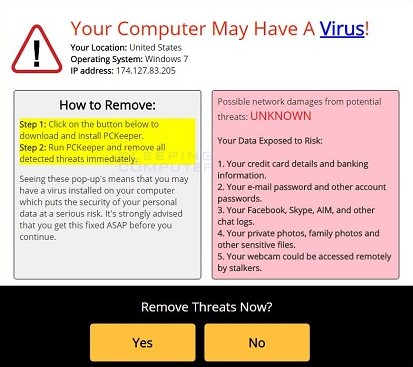 Your Computer May Have A Virus!
Your Location: United States
Operating System: Windows 7
IP address: 174.127.83.205
How to Remove:
Step 1: Click on the button below to
download and install PCKeeper.
Step 2: Run PCKeeper and remove all
detected threats immediately.
Seeing these pop-up's means that you may
have a virus installed on your computer
which puts the security of your personal
data at a serious risk. It's strongly advised
that you get this fixed ASAP before you
continue.
Possible network damages from potential
threats: UNKNOWN
Your Data Exposed to Risk:
1. Your credit card details and banking
information.
2. Your e-mail password and other account
passwords.
3. Your Facebook, Skype, AIM, and other
chat logs.
4. Your private photos, family photos and
other sensitive files.
5. Your webcam could be accessed remotely
by stalkers.
BLEEPING
COMPUTER
Remove Threats Now?
Yes
No